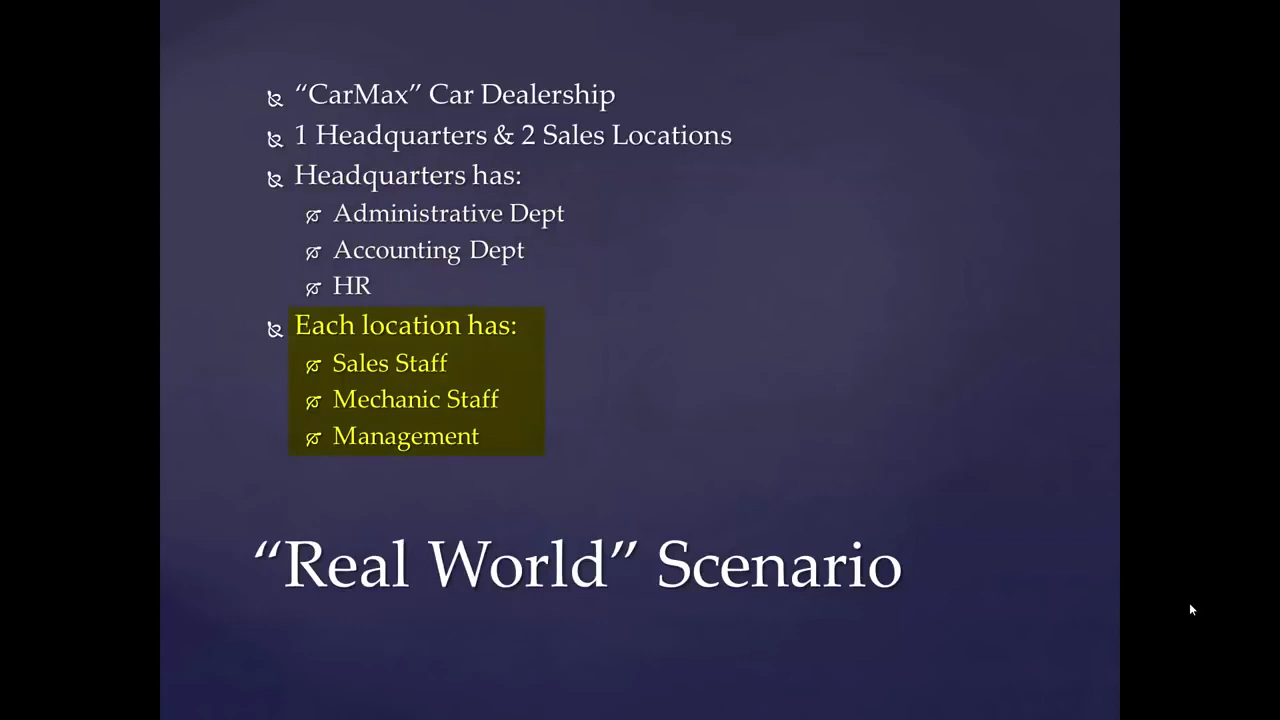 “CarMax” Car Dealership
1 Headquarters & 2 Sales Locations
Headquarters has:
Administrative Dept
Accounting Dept
HR
Each location has:
Sales Staff
Mechanic Staff
Management
“Real World” Scenario